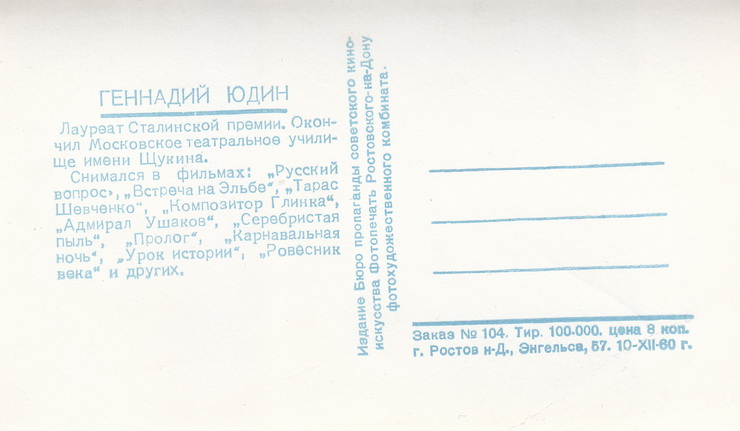 ГЕННАДИЙ ЮДИН
Лауреат Сталинской премии. Окон-
чил Московское театральное учили-
ще имени Щукина.
Снимался в фильмах: „Русский
вопрос», „Встреча на Эльбе“, „Тарас
Шевченко“, „Композитор Глинка“,
„Адмирал Ушаков“, „Серебристая
пыль“, „Пролог“, „Карнавальная
ночь“, „Урок истории“, „Ровесник
века“ и других.
Издание Бюро пропаганды советского кино-
искусства Фотопечать Ростовского-на-Дону
фотохудожественного комбината.
Заказ № 104. Тир. 100.000. цена 8 коп.
г. Ростов н-Д., Энгельса, 57. 10-XII-60 г.